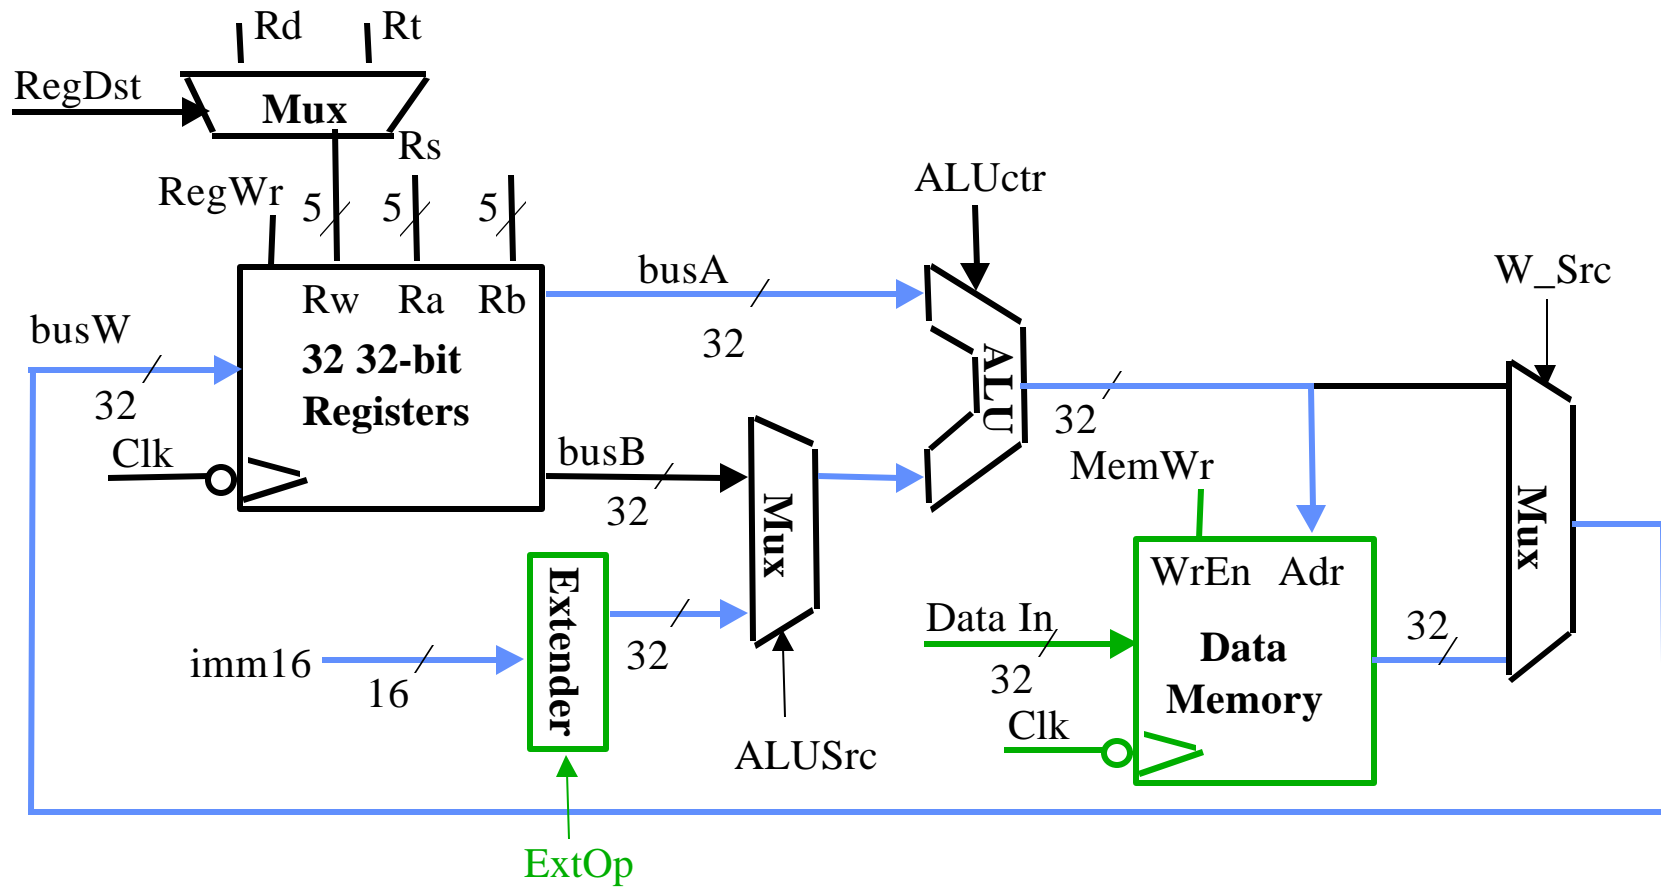 Rd Rt
RegDst
Mux
Rs
RegWr 5 5 5
ALUctr
busA
W_Src
Rw Ra Rb
busW
32
32 32-bit
Registers
32
ALU
32
Clk
busB
32
MemWr
Mux
Mux
Extender
WrEn Adr
Data In
32
32
imm16
16
32
Data
Memory
Clk
ALUSrc
ExtOp